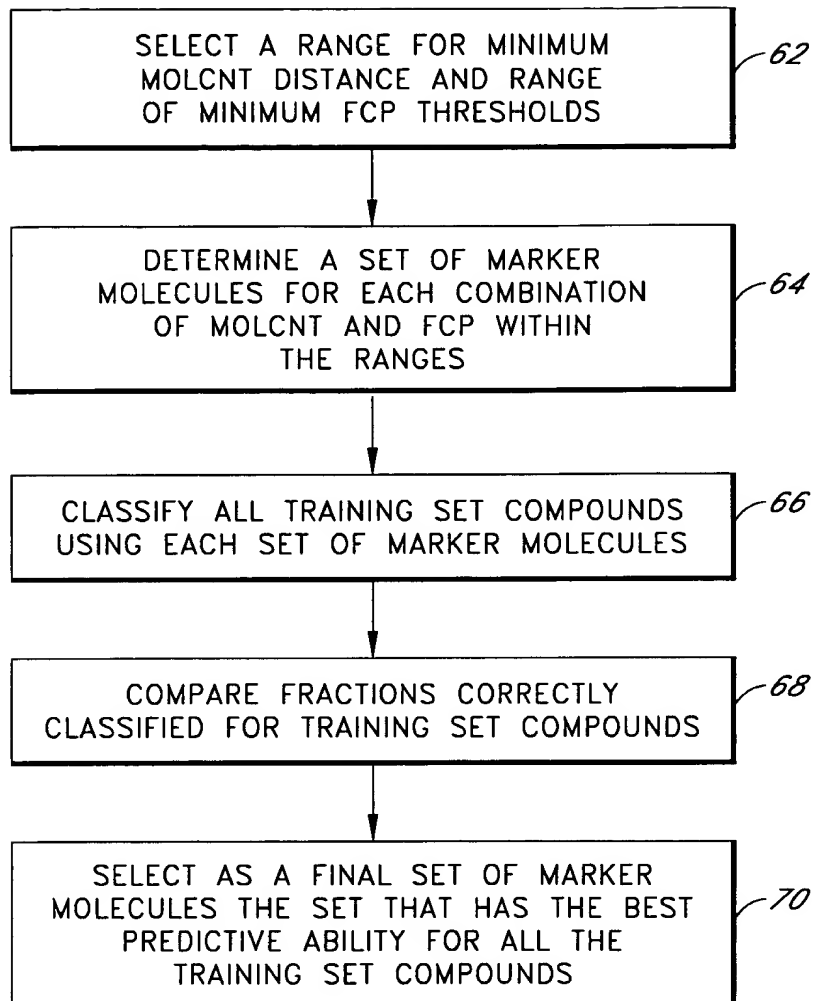 SELECT A RANGE FOR MINIMUM
MOLCNT DISTANCE AND RANGE
OF MINIMUM FCP THRESHOLDS
62
DETERMINE A SET OF MARKER
MOLECULES FOR EACH COMBINATION
OF MOLCNT AND FCP WITHIN
THE RANGES
64
CLASSIFY ALL TRAINING SET COMPOUNDS
USING EACH SET OF MARKER MOLECULES
66
COMPARE FRACTIONS CORRECTLY
CLASSIFIED FOR TRAINING SET COMPOUNDS
68
SELECT AS A FINAL SET OF MARKER
MOLECULES THE SET THAT HAS THE BEST
PREDICTIVE ABILITY FOR ALL THE
TRAINING SET COMPOUNDS
70